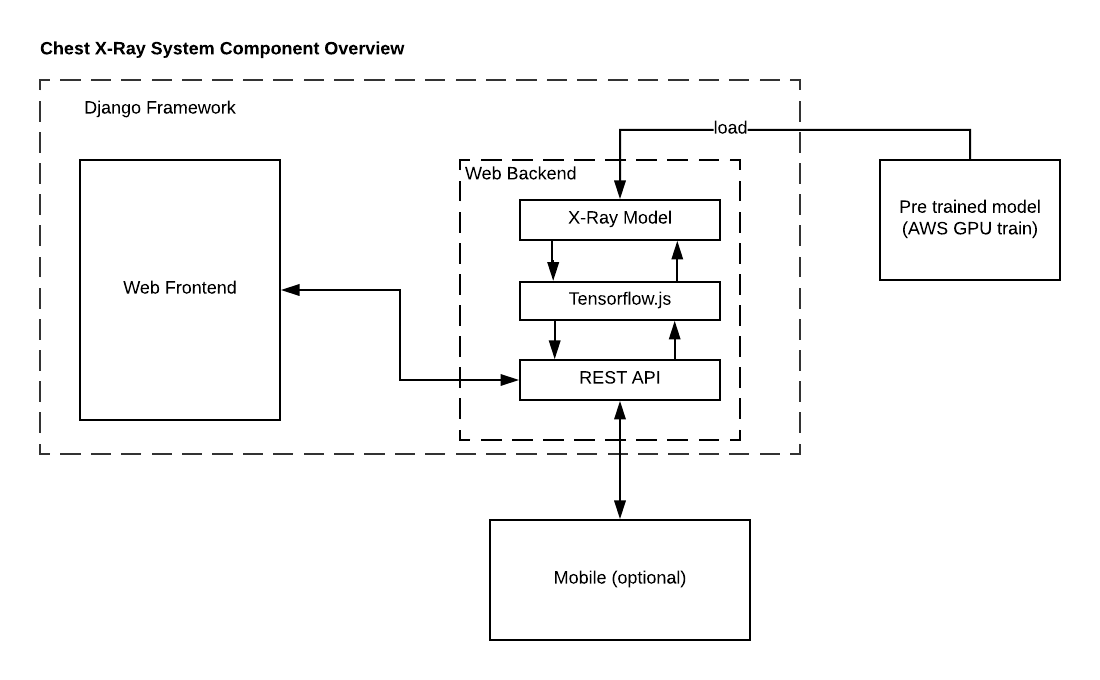 Chest X-Ray System Component Overview
Django Framework
load
Web Backend
X-Ray Model
Pre trained model
(AWS GPU train)
Web Frontend
Tensorflow.js
REST API
Mobile (optional)